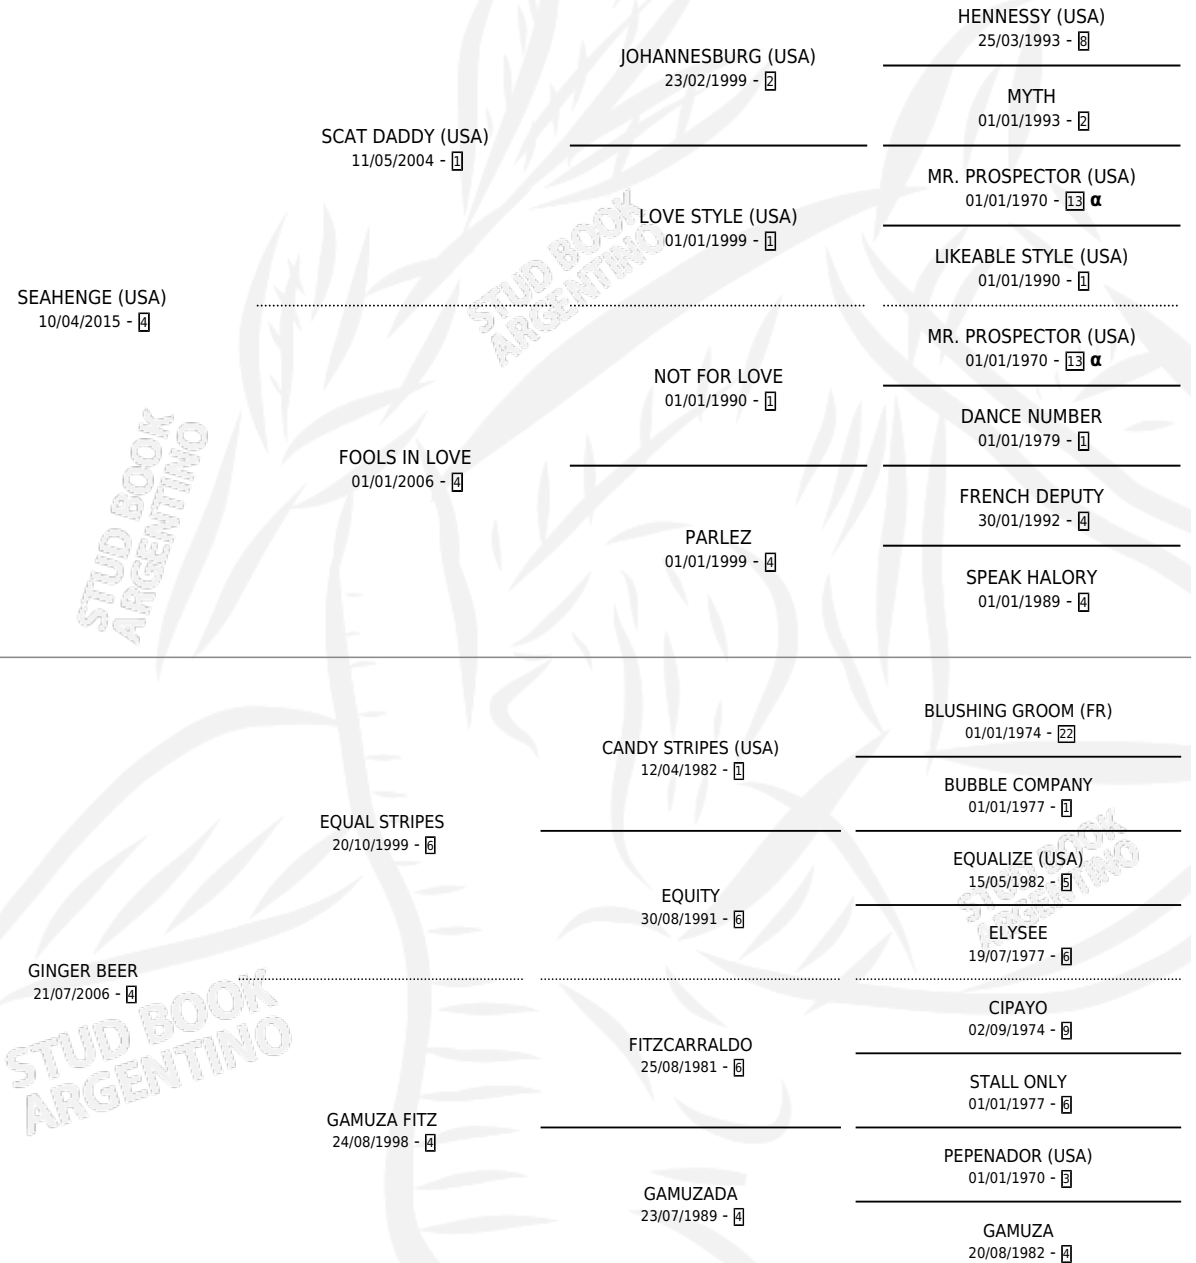 HENNESSY (USA)
25/03/1993 - 8
JOHANNESBURG (USA)
23/02/1999 - 2
MYTH
01/01/1993 - 2
SCAT DADDY (USA)
11/05/2004 - 1
MR. PROSPECTOR (USA)
01/01/1970 - 13 α
LOVE STYLE (USA)
01/01/1999 - 1
LIKEABLE STYLE (USA)
01/01/1990 - 1
SEAHENGE (USA)
10/04/2015 - 4
STUD BOOK
ARGENTINO
MR. PROSPECTOR (USA)
01/01/1970 - 13 α
NOT FOR LOVE
01/01/1990 - 1
DANCE NUMBER
01/01/1979 - 1
FOOLS IN LOVE
01/01/2006 - 4
FRENCH DEPUTY
30/01/1992 - 4
PARLEZ
01/01/1999 - 4
SPEAK HALORY
01/01/1989 - 4
STUD BOOK
ARGENTINO
BLUSHING GROOM (FR)
01/01/1974 - 22
CANDY STRIPES (USA)
12/04/1982 - 1
BUBBLE COMPANY
01/01/1977 - 1
EQUAL STRIPES
20/10/1999 - 6
EQUALIZE (USA)
15/05/1982 - 5
EQUITY
30/08/1991 - 6
ELYSEE
19/07/1977 - 6
STUD BOOK
ARGENTINO
GINGER BEER
21/07/2006 - 4
STUD BOOK
ARGENTINO
CIPAYO
02/09/1974 - 9
FITZCARRALDO
25/08/1981 - 6
STALL ONLY
01/01/1977 - 6
GAMUZA FITZ
24/08/1998 - 4
PEPENADOR (USA)
01/01/1970 - 3
GAMUZADA
23/07/1989 - 4
GAMUZA
20/08/1982 - 4